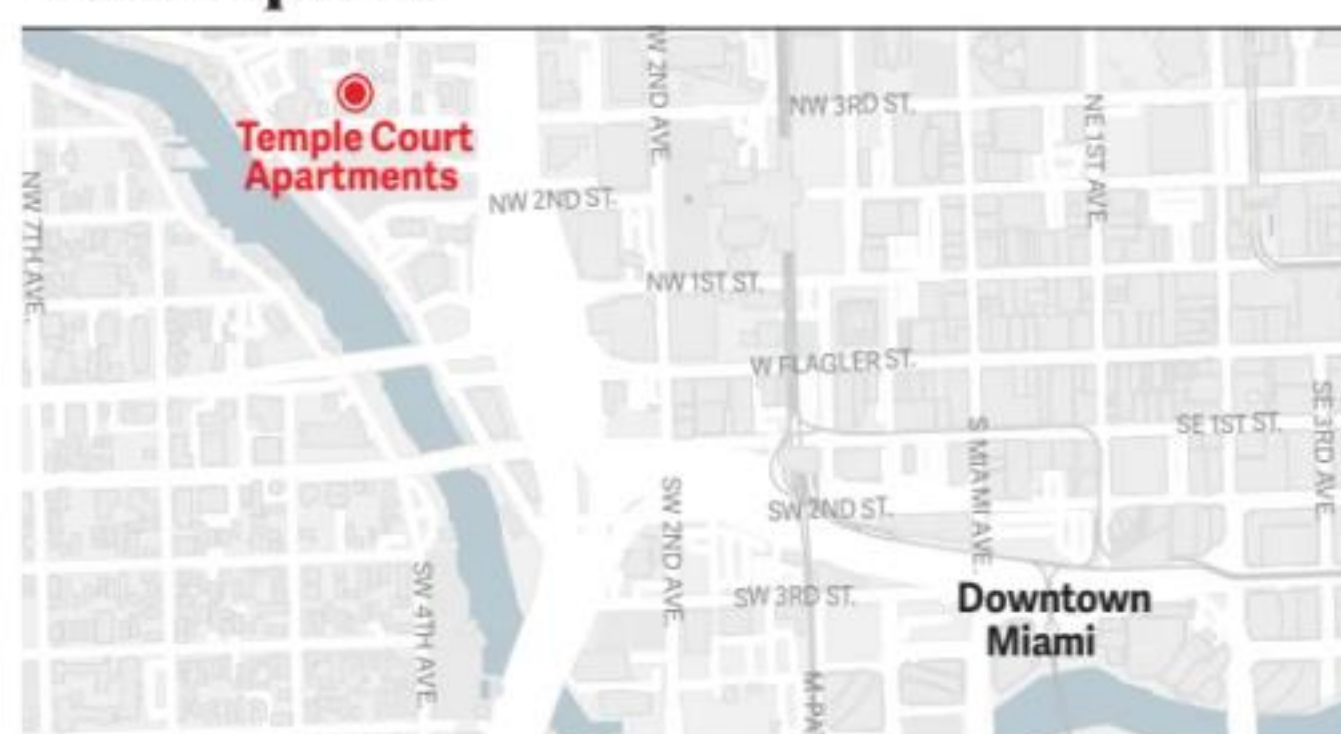 W 2ND AVE
NW 3RD ST.
NE 1ST AVE
Temple Court
Apartments
NW 7TH AVE.
NW 2ND ST.
NW 1ST ST.
W FLAGLER ST.
SE 1ST ST.
SE 3RD AVE
S MIAMI AVE.
SW 2ND AVE
SW 2ND ST.
SW 4TH AVE
SW 3RD ST.
Downtown
Miami
M-PA